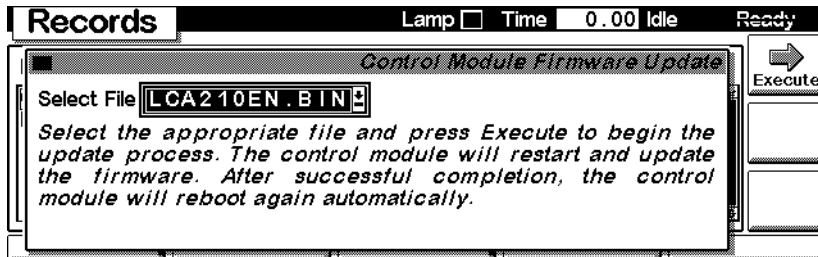 Records Lamp Time 0.00 Idle Ready
Control Module Firmware Update
Execute
Select File LCA210EN.BIN
Select the appropriate file and press Execute to begin the
update process. The control module will restart and update
the firmware. After successful completion, the control
module will reboot again automatically.